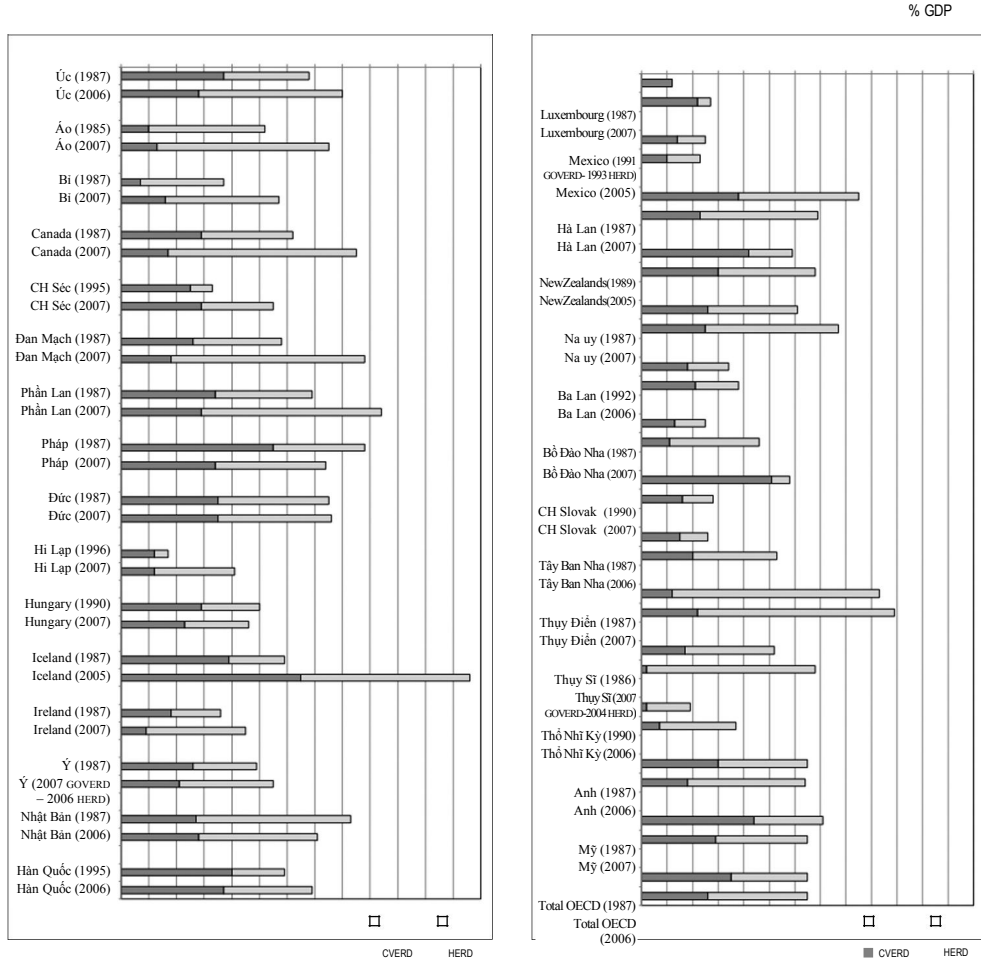 % GDP
Úc (1987)
Úc (2006)
Áo (1985)
Áo (2007)
Bỉ (1987)
Bỉ (2007)
Canada (1987)
Canada (2007)
CH Séc (1995)
CH Séc (2007)
Đan Mạch (1987)
Đan Mạch (2007)
Phần Lan (1987)
Phần Lan (2007)
Pháp (1987)
Pháp (2007)
Đức (1987)
Đức (2007)
Hi Lạp (1996)
Hi Lạp (2007)
Hungary (1990)
Hungary (2007)
Iceland (1987)
Iceland (2005)
Ireland (1987)
Ireland (2007)
Ý (1987)
Ý (2007 GOVERD
– 2006 HERD)
Nhật Bản (1987)
Nhật Bản (2006)
Hàn Quốc (1995)
Hàn Quốc (2006)
CVERD HERD
Luxembourg (1987)
Luxembourg (2007)
Mexico (1991
GOVERD- 1993 HERD)
Mexico (2005)
Hà Lan (1987)
Hà Lan (2007)
NewZealands(1989)
NewZealands(2005)
Na uy (1987)
Na uy (2007)
Ba Lan (1992)
Ba Lan (2006)
Bồ Đào Nha (1987)
Bồ Đào Nha (2007)
CH Slovak (1990)
CH Slovak (2007)
Tây Ban Nha (1987)
Tây Ban Nha (2006)
Thụy Điển (1987)
Thụy Điển (2007)
Thụy Sĩ (1986)
Thụy Sĩ (2007
GOVERD-2004 HERD)
Thổ Nhĩ Kỳ (1990)
Thổ Nhĩ Kỳ (2006)
Anh (1987)
Anh (2006)
Mỹ (1987)
Mỹ (2007)
Total OECD (1987)
Total OECD
(2006)
CVERD HERD